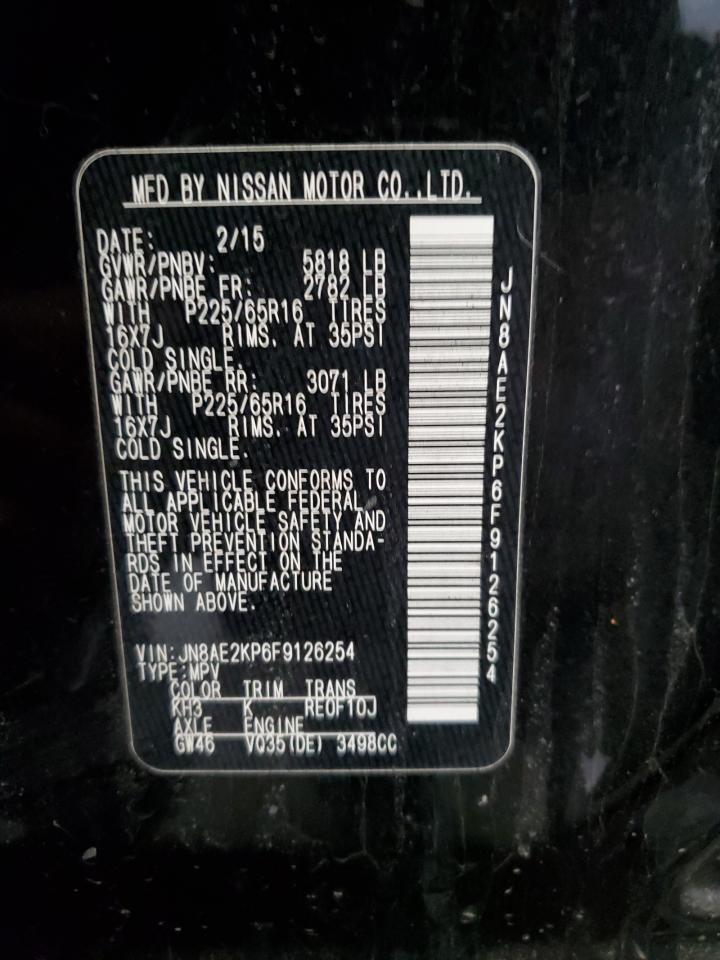 MFD BY NISSAN MOTOR CO.,LTD.
DATE: 2/15
GVWR/PNBV: 5818 LB
GAWR/PNBE FR: 2782 LB
WITH P225/65R16 TIRES
16X7J RIMS, AT 35PSI
COLD SINGLE.
GAWR/PNBE RR: 3071 LB
WITH P225/65R16 TIRES
16X7J RIMS, AT 35PSI
COLD SINGLE.
THIS VEHICLE CONFORMS TO
ALL APPLICABLE FEDERAL
MOTOR VEHICLE SAFETY AND
THEFT PREVENTION STANDA-
RDS IN EFFECT ON THE
DATE OF MANUFACTURE
SHOWN ABOVE.
VIN:JN8AE2KP6F9126254
TYPE:MPV
COLOR TRIM TRANS
KH3 K RE0F10J
AXLE ENGINE
GW46 VQ35(DE) 3498CC
JN8AE2KP6F9126254